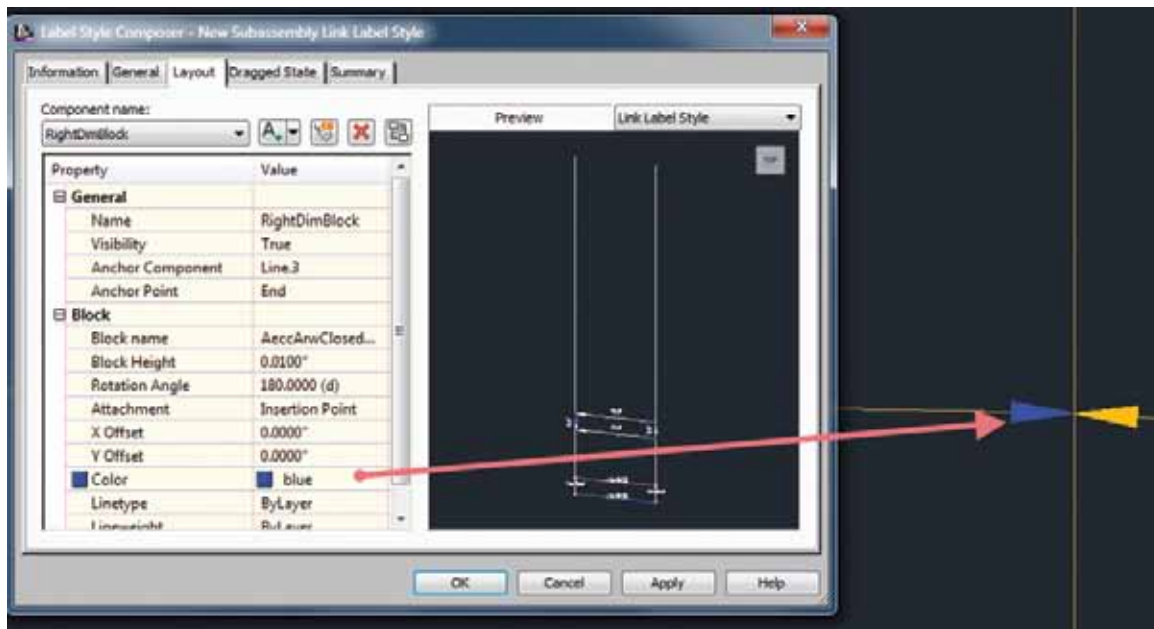 Label Style Composer - New Subassembly Link Label Style
Information General Layout Dragged State Summary
Component name:
RightDimBlock
Preview Link Label Style
Property Value
General
Name RightDimBlock
Visibility True
Anchor Component Line.3
Anchor Point End
Block
Block name AeccArwClosed...
Block Height 0.0100"
Rotation Angle 180.0000 (d)
Attachment Insertion Point
X Offset 0.0000"
Y Offset 0.0000"
Color blue
Linetype ByLayer
Lineweight ByLayer
OK Cancel Apply Help